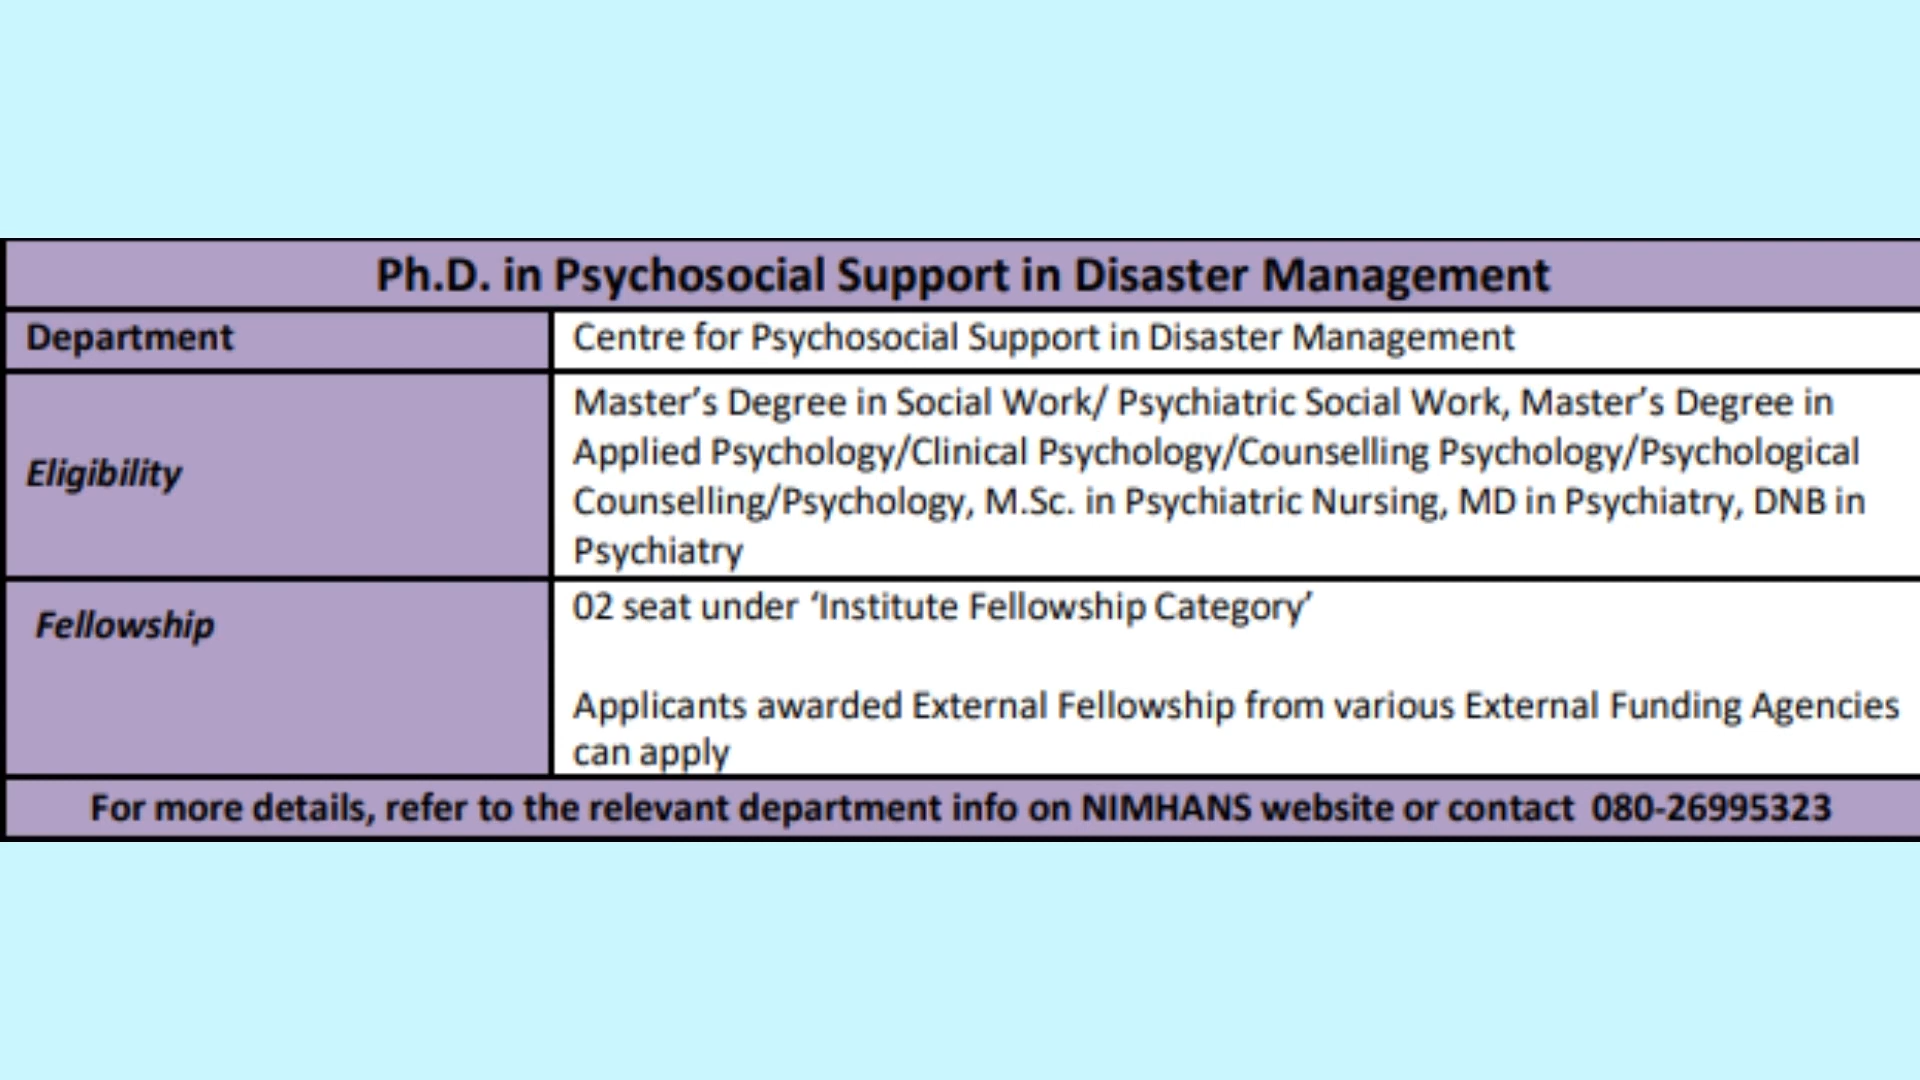 Ph.D. in Psychosocial Support in Disaster Management
Department
Centre for Psychosocial Support in Disaster Management
Eligibility
Master’s Degree in Social Work/ Psychiatric Social Work, Master’s Degree in
Applied Psychology/Clinical Psychology/Counselling Psychology/Psychological
Counselling/Psychology, M.Sc. in Psychiatric Nursing, MD in Psychiatry, DNB in
Psychiatry
Fellowship
02 seat under ‘Institute Fellowship Category’
Applicants awarded External Fellowship from various External Funding Agencies
can apply
For more details, refer to the relevant department info on NIMHANS website or contact 080-26995323